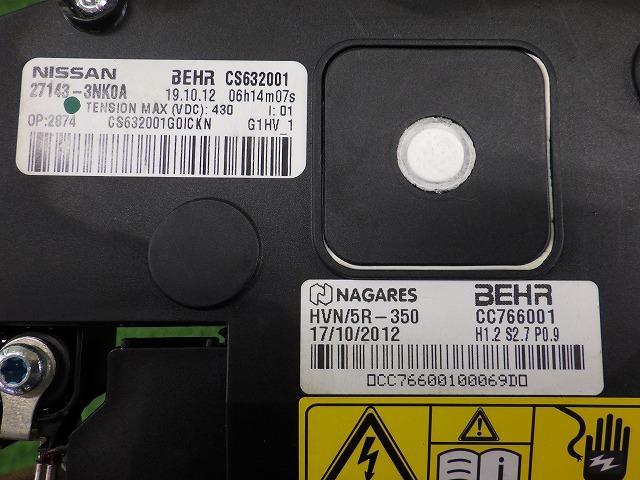 NISSAN BEHR CS632001
27143-3NK0A 19.10.12 06h14m07s
TENSION MAX (VDC): 430 I: 01
OP:2874 CS632001G0ICKN G1HV_1
NAGARES BEHR
HVN/5R-350 CC766001
17/10/2012 H1.2 S2.7 P0.9
CC76600100069D